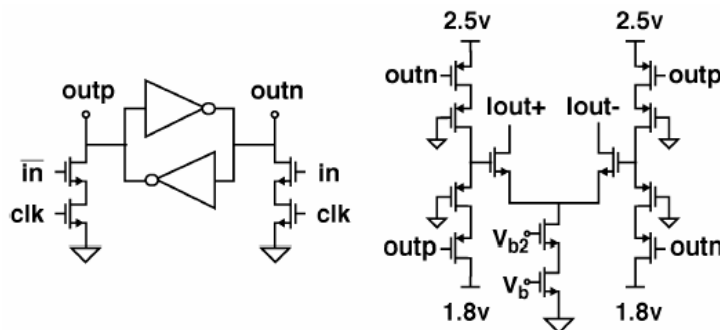 outp
outn
in
in
clk
clk
2.5v
2.5v
outn
outp
Iout+
Iout-
Vb2
outp
outn
Vb
1.8v
1.8v